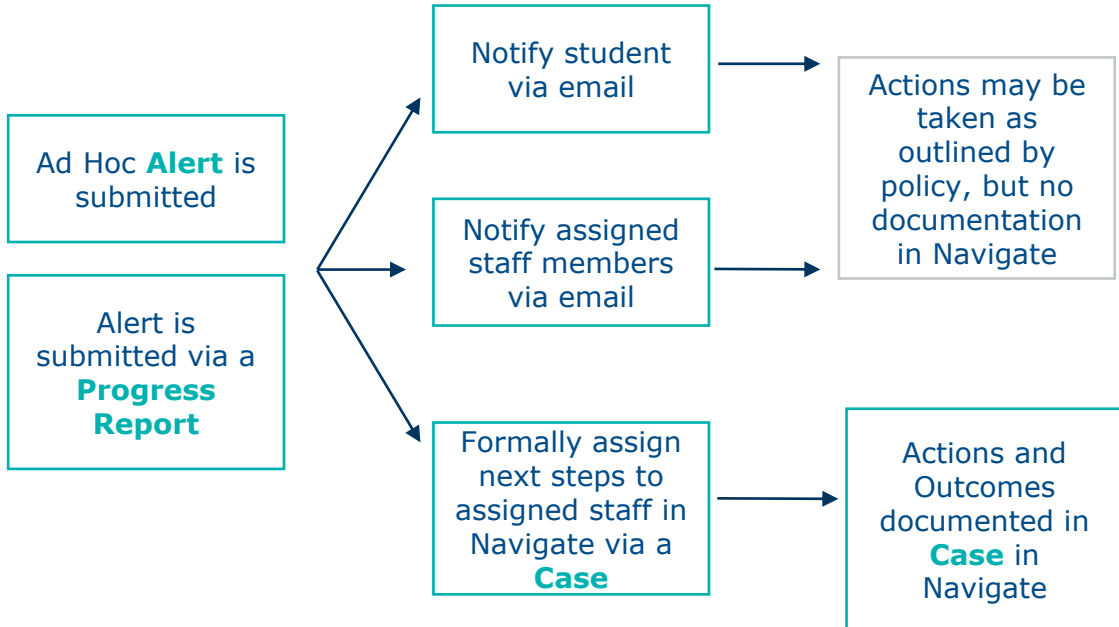 Ad Hoc Alert is
submitted
Alert is
submitted via a
Progress
Report
Notify student
via email
Notify assigned
staff members
via email
Formally assign
next steps to
assigned staff in
Navigate via a
Case
Actions may be
taken as
outlined by
policy, but no
documentation
in Navigate
Actions and
Outcomes
documented in
Case in
Navigate